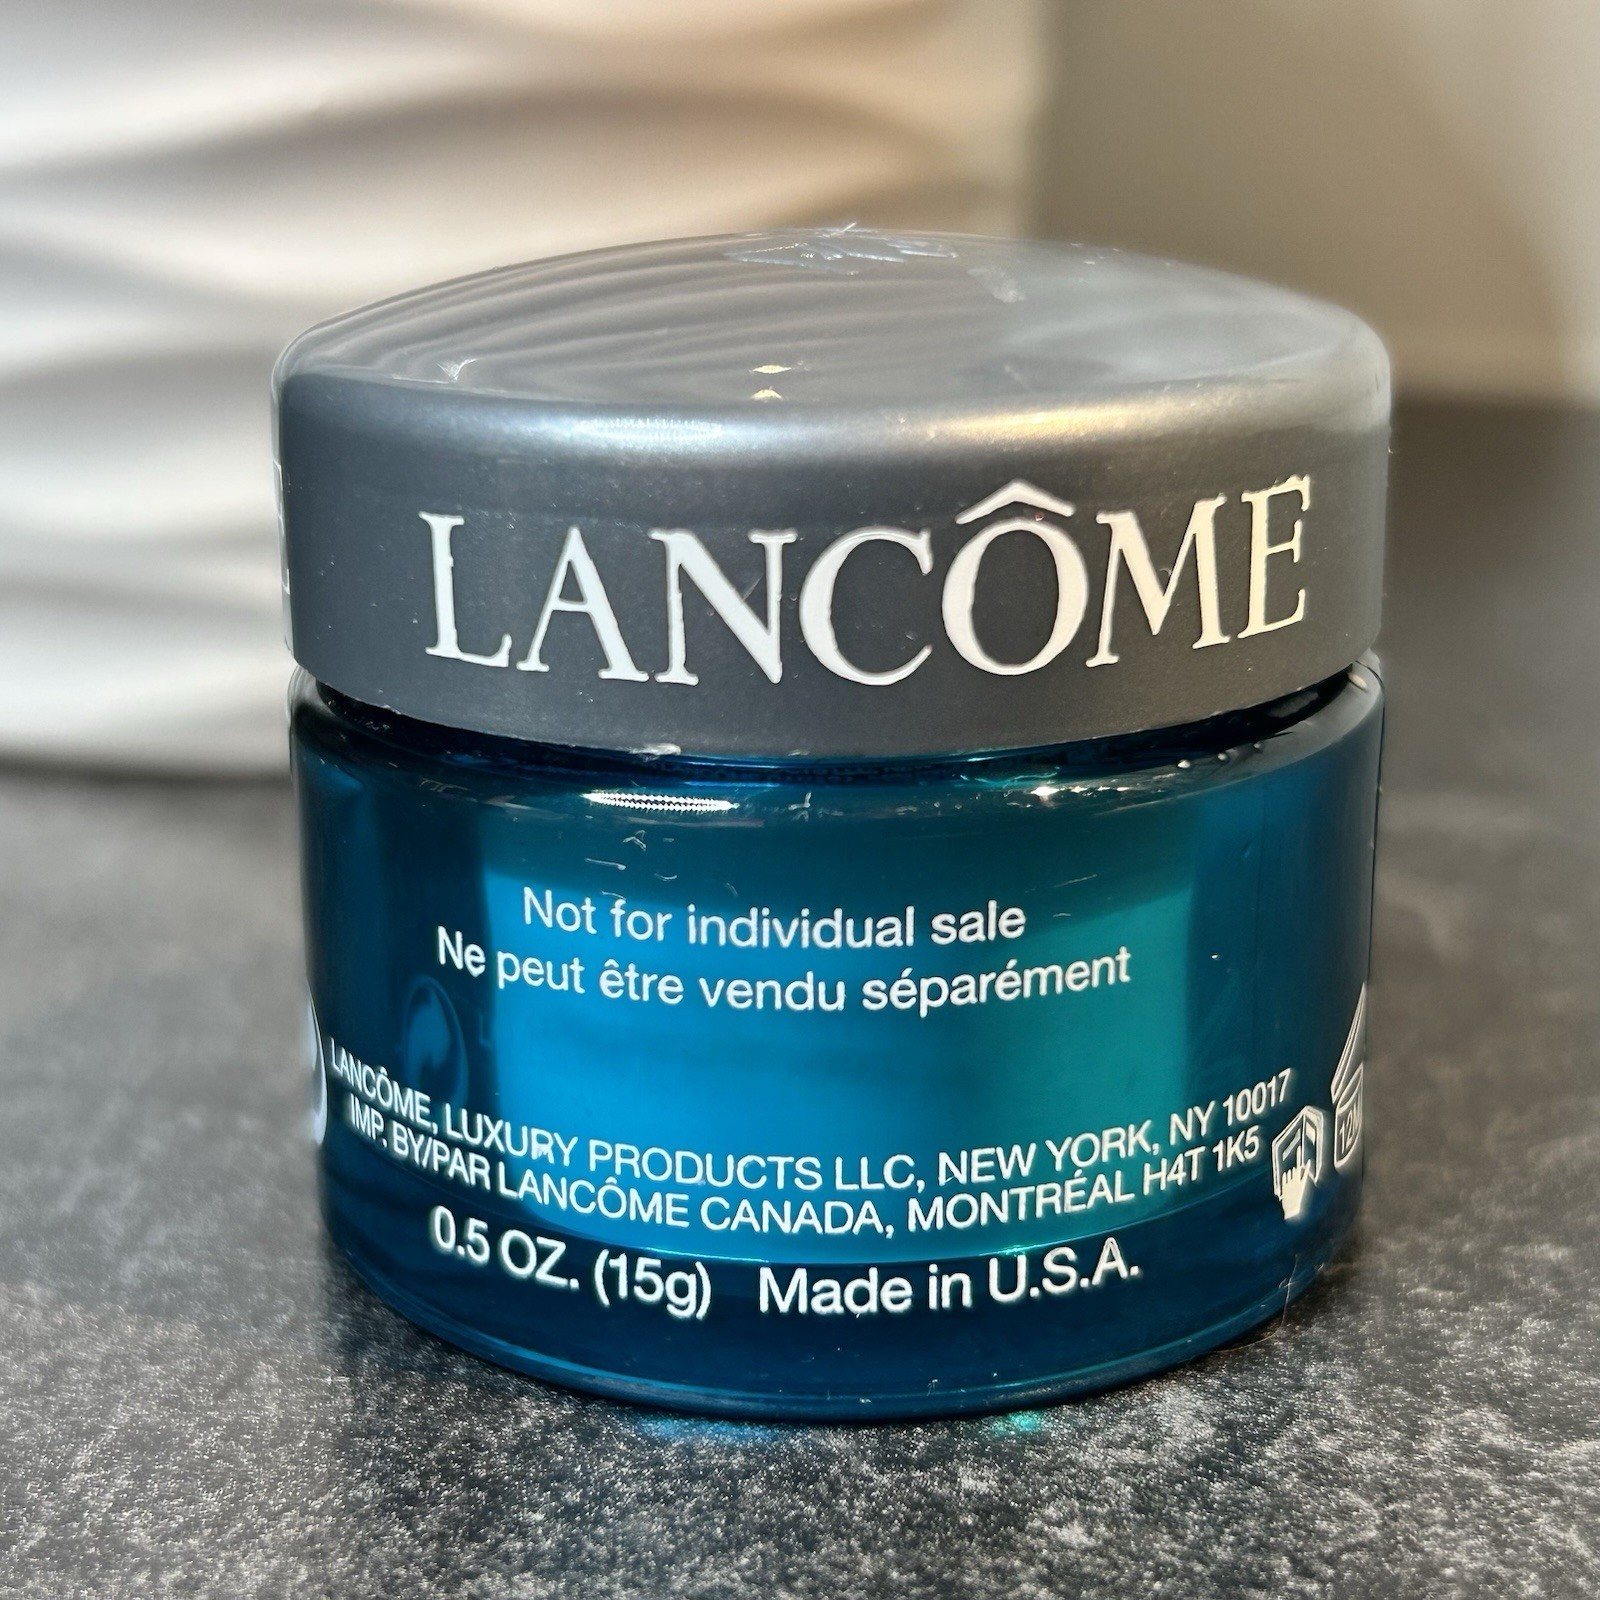 LANCÔME
Not for individual sale
Ne peut être vendu séparément
LANCÔME, LUXURY PRODUCTS LLC, NEW YORK, NY 10017
IMP. BY/PAR LANCÔME CANADA, MONTRÉAL H4T 1K5
0.5 OZ. (15g) Made in U.S.A.
12M